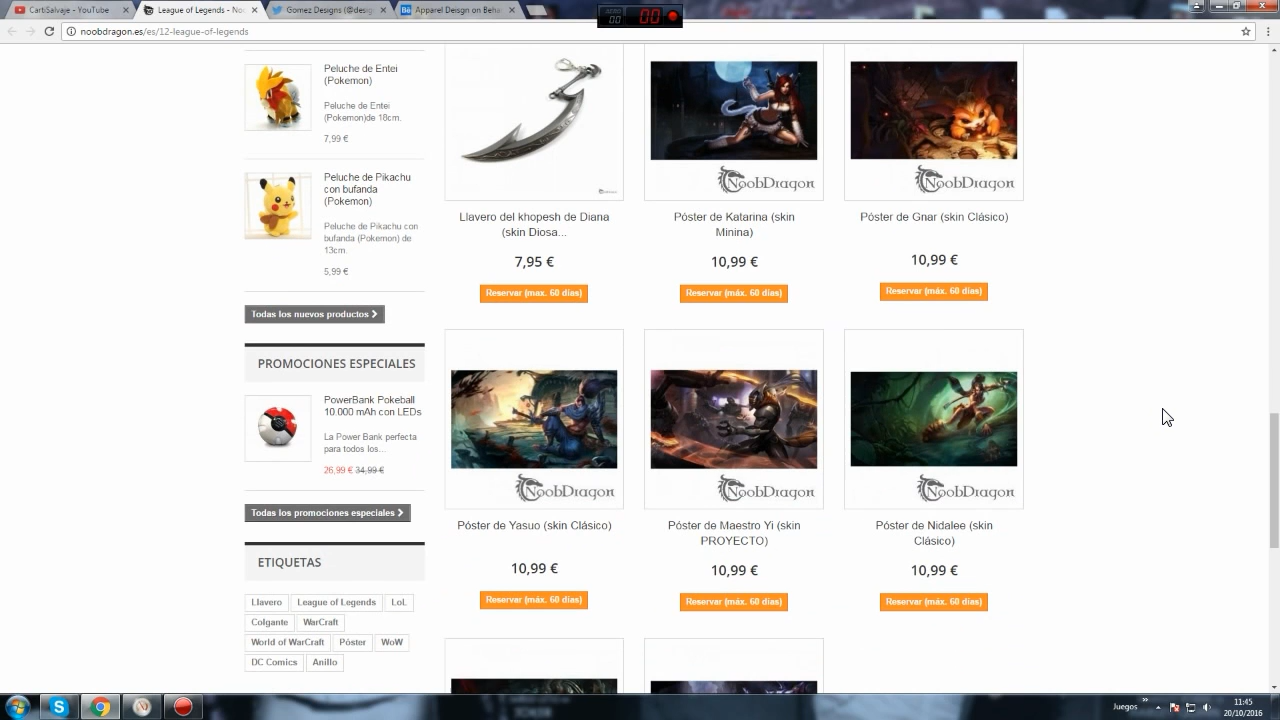 CartiSalvaje - YouTube
League of Legends - Noo
Gomez Designs (@desig
Apparel Design on Beha
noobdragon.es/es/12-league-of-legends
Peluche de Entei
(Pokemon)
Peluche de Entei
(Pokemon)de 18cm.
7,99 €
Peluche de Pikachu
con bufanda
(Pokemon)
Peluche de Pikachu con
bufanda (Pokemon) de
13cm.
5,99 €
Todas los nuevos productos
PROMOCIONES ESPECIALES
PowerBank Pokeball
10.000 mAh con LEDs
La Power Bank perfecta
para todos los...
26,99 € 34,99 €
Todas los promociones especiales
ETIQUETAS
Llavero League of Legends LoL
Colgante WarCraft
World of WarCraft Póster WoW
DC Comics Anillo
Llavero del khopesh de Diana
(skin Diosa...
7,95 €
Reservar (máx. 60 días)
NOOBDRAGON
Póster de Katarina (skin
Minina)
10,99 €
Reservar (máx. 60 días)
NOOBDRAGON
Póster de Gnar (skin Clásico)
10,99 €
Reservar (máx. 60 días)
NOOBDRAGON
Póster de Yasuo (skin Clásico)
10,99 €
Reservar (máx. 60 días)
NOOBDRAGON
Póster de Maestro Yi (skin
PROYECTO)
10,99 €
Reservar (máx. 60 días)
NOOBDRAGON
Póster de Nidalee (skin
Clásico)
10,99 €
Reservar (máx. 60 días)
Juegos
11:45
20/10/2016